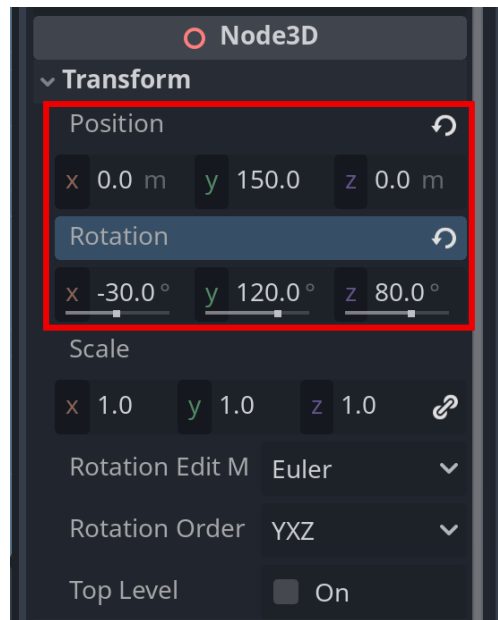 Node3D
Transform
Position
x 0.0 m y 150.0 z 0.0 m
Rotation
x -30.0 ° y 120.0 ° z 80.0 °
Scale
x 1.0 y 1.0 z 1.0
Rotation Edit M Euler
Rotation Order YXZ
Top Level On